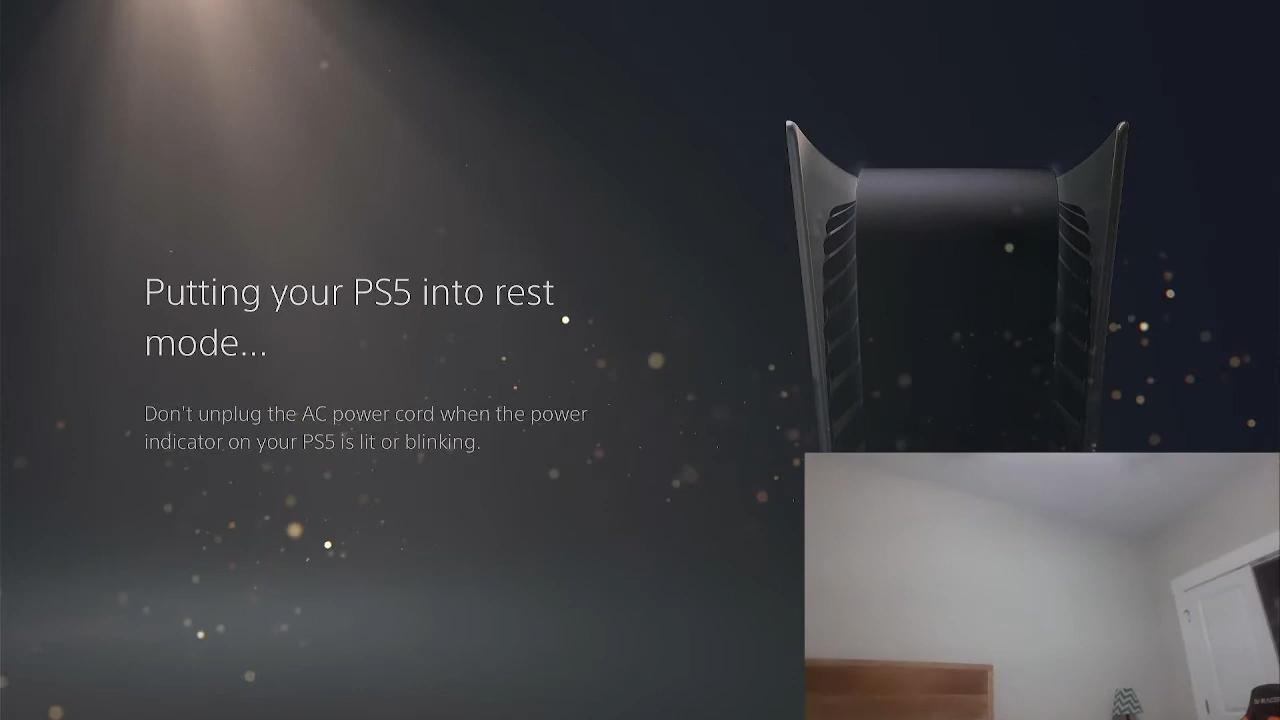 Putting your PS5 into rest
mode...
Don't unplug the AC power cord when the power
indicator on your PS5 is lit or blinking.